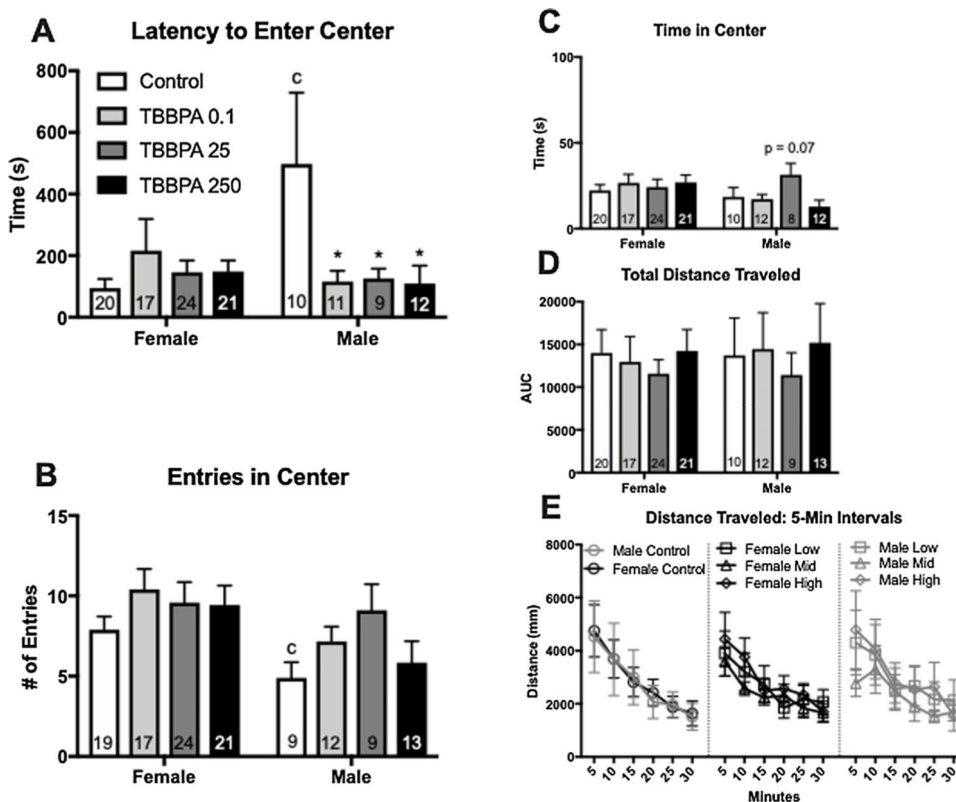 A
Latency to Enter Center
800
600
400
200
0
Time (s)
Control
TBBPA 0.1
TBBPA 25
TBBPA 250
c
* * *
20 17 24 21 10 11 9 12
Female Male
B
Entries in Center
15
10
5
0
# of Entries
c
19 17 24 21 9 12 9 13
Female Male
C
Time in Center
100
50
0
Time (s)
p = 0.07
20 17 24 21 10 12 8 12
Female Male
D
Total Distance Traveled
20000
15000
10000
5000
0
AUC
20 17 24 21 10 12 9 13
Female Male
E
Distance Traveled: 5-Min Intervals
8000
6000
4000
2000
0
Distance (mm)
Male Control
Female Control
Female Low
Female Mid
Female High
Male Low
Male Mid
Male High
5 10 15 20 25 30 5 10 15 20 25 30 5 10 15 20 25 30
Minutes